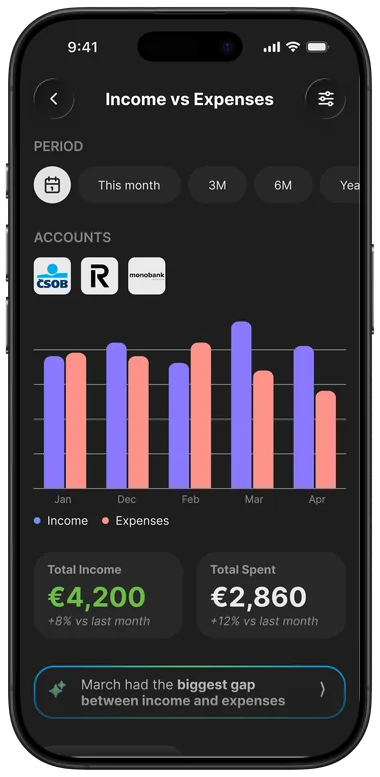 9:41
Income vs Expenses
PERIOD
1
This month
3M
6M
Yea
ACCOUNTS
ČSOB
R
monobank
Jan
Dec
Feb
Mar
Apr
Income
Expenses
Total Income
€4,200
+8% vs last month
Total Spent
€2,860
+12% vs last month
March had the biggest gap
between income and expenses